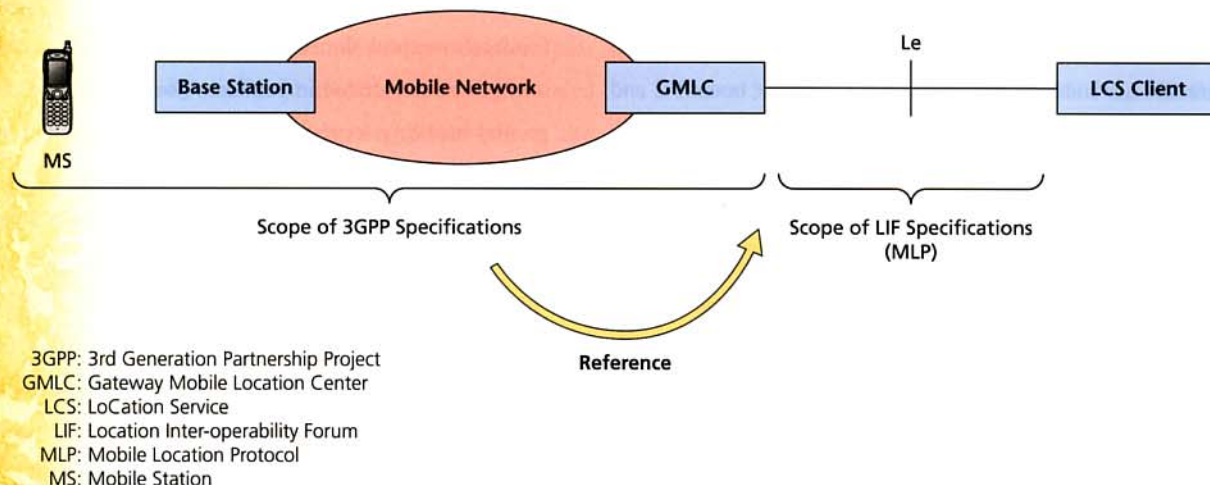 Le
Base Station
Mobile Network
GMLC
LCS Client
MS
Scope of 3GPP Specifications
Scope of LIF Specifications
(MLP)
Reference
3GPP: 3rd Generation Partnership Project
GMLC: Gateway Mobile Location Center
LCS: LoCation Service
LIF: Location Inter-operability Forum
MLP: Mobile Location Protocol
MS: Mobile Station